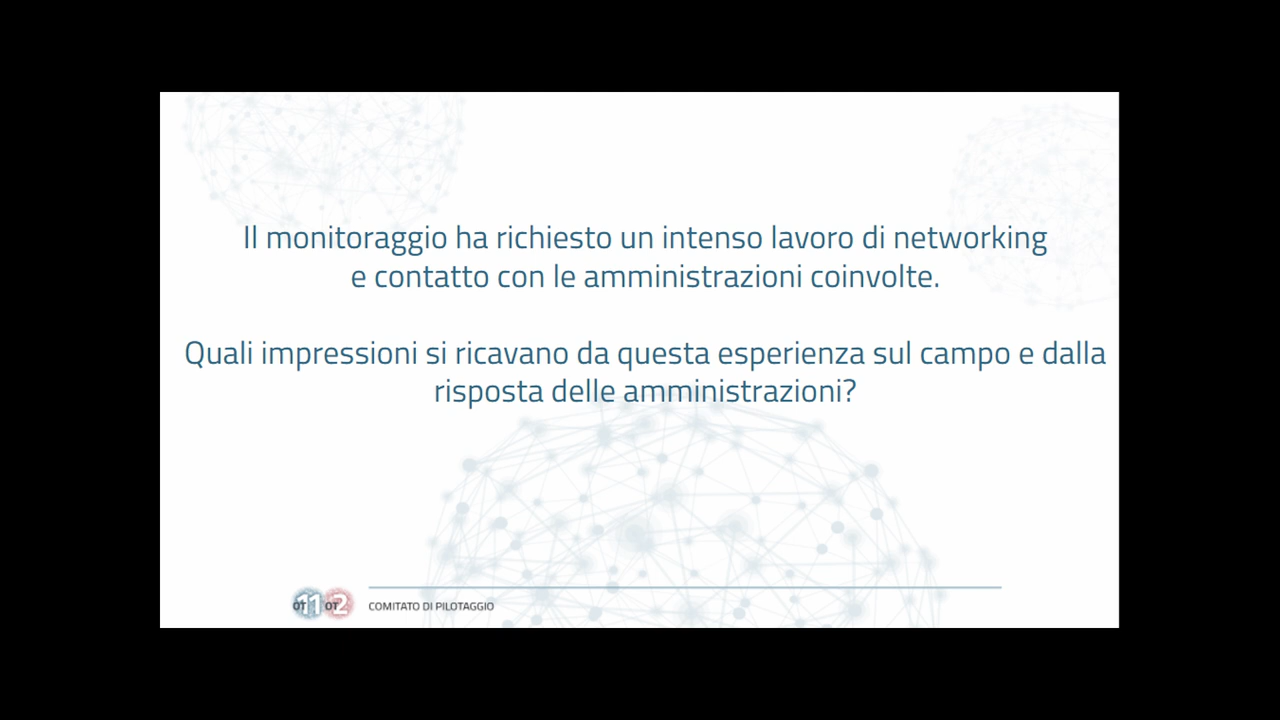 Il monitoraggio ha richiesto un intenso lavoro di networking
e contatto con le amministrazioni coinvolte.
Quali impressioni si ricavano da questa esperienza sul campo e dalla
risposta delle amministrazioni?
OT11 OT2 COMITATO DI PILOTAGGIO